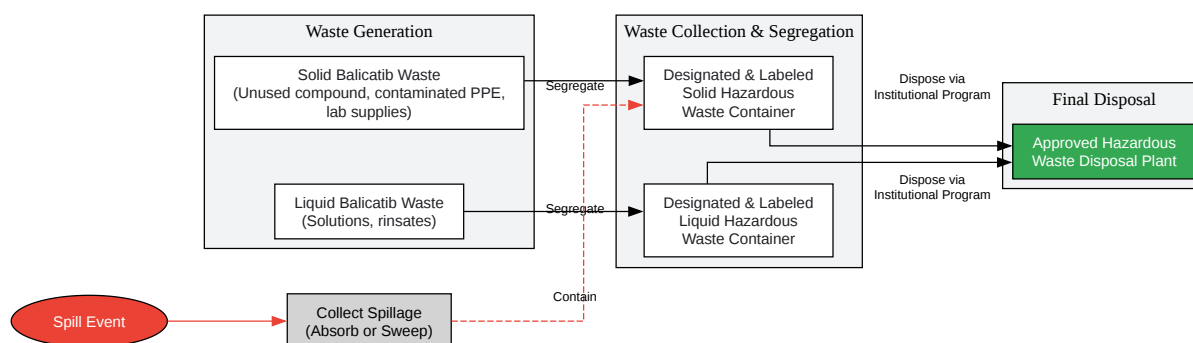 Waste Generation
Solid Balicatib Waste
(Unused compound, contaminated PPE,
lab supplies)
Liquid Balicatib Waste
(Solutions, rinsates)
Segregate
Segregate
Waste Collection & Segregation
Designated & Labeled
Solid Hazardous
Waste Container
Designated & Labeled
Liquid Hazardous
Waste Container
Dispose via
Institutional Program
Dispose via
Institutional Program
Final Disposal
Approved Hazardous
Waste Disposal Plant
Spill Event
Collect Spillage
(Absorb or Sweep)
Contain